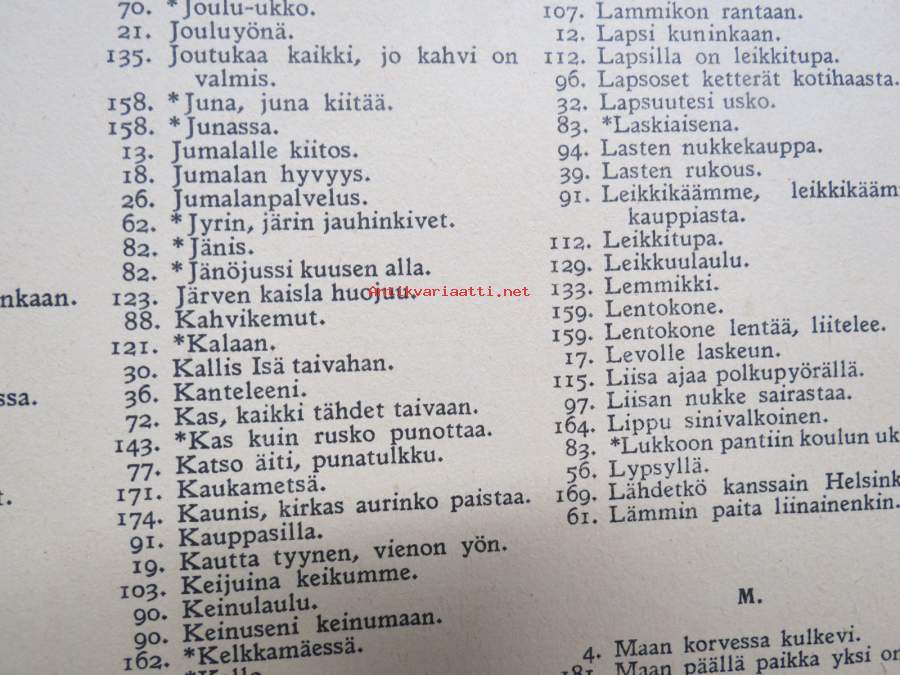 nkaan.
ssa.
t.
70. *Joulu-ukko.
21. Jouluyönä.
135. Joutukaa kaikki, jo kahvi on
valmis.
158. *Juna, juna kiitää.
158. *Junassa.
13. Jumalalle kiitos.
18. Jumalan hyvyys.
26. Jumalanpalvelus.
62. *Jyrin, järin jauhinkivet.
82. *Jänis.
82. *Jänöjussi kuusen alla.
123. Järven kaisla huojuu.
88. Kahvikemut.
121. *Kalaan.
30. Kallis Isä taivahan.
36. Kanteleeni.
72. Kas, kaikki tähdet taivaan.
143. *Kas kuin rusko punottaa.
77. Katso äiti, punatulkku.
171. Kaukametsä.
174. Kaunis, kirkas aurinko paistaa.
91. Kauppasilla.
19. Kautta tyynen, vienon yön.
103. Keijuina keikumme.
90. Keinulaulu.
90. Keinuseni keinumaan.
162. *Kelkkamäessä.
107. Lammikon rantaan.
12. Lapsi kuninkaan.
112. Lapsilla on leikkitupa.
96. Lapsoset ketterät kotihaasta.
32. Lapsuutesi usko.
83. *Laskiaisena.
94. Lasten nukkekauppa.
39. Lasten rukous.
91. Leikkikäämme, leikkikääm
kauppiasta.
112. Leikkitupa.
129. Leikkuulaulu.
133. Lemmikki.
159. Lentokone.
159. Lentokone lentää, liitelee.
17. Levolle laskeun.
115. Liisa ajaa polkupyörällä.
97. Liisan nukke sairastaa.
164. Lippu sinivalkoinen.
83. *Lukkoon pantiin koulun uk
56. Lypsyllä.
169. Lähdetkö kanssain Helsink
61. Lämmin paita liinainenkin.
M.
4. Maan korvessa kulkevi.
181. Maan päällä paikka yksi on
Antikvariaatti.net